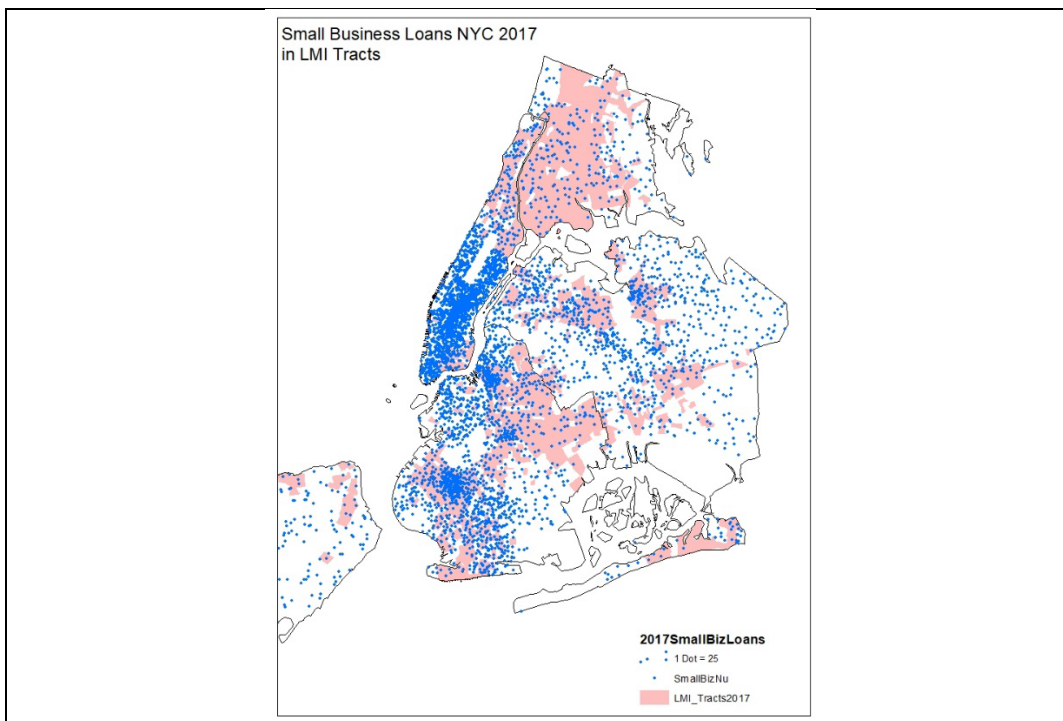 Small Business Loans NYC 2017
in LMI Tracts
2017SmallBizLoans
1 Dot = 25
SmallBizNu
LMI_Tracts2017